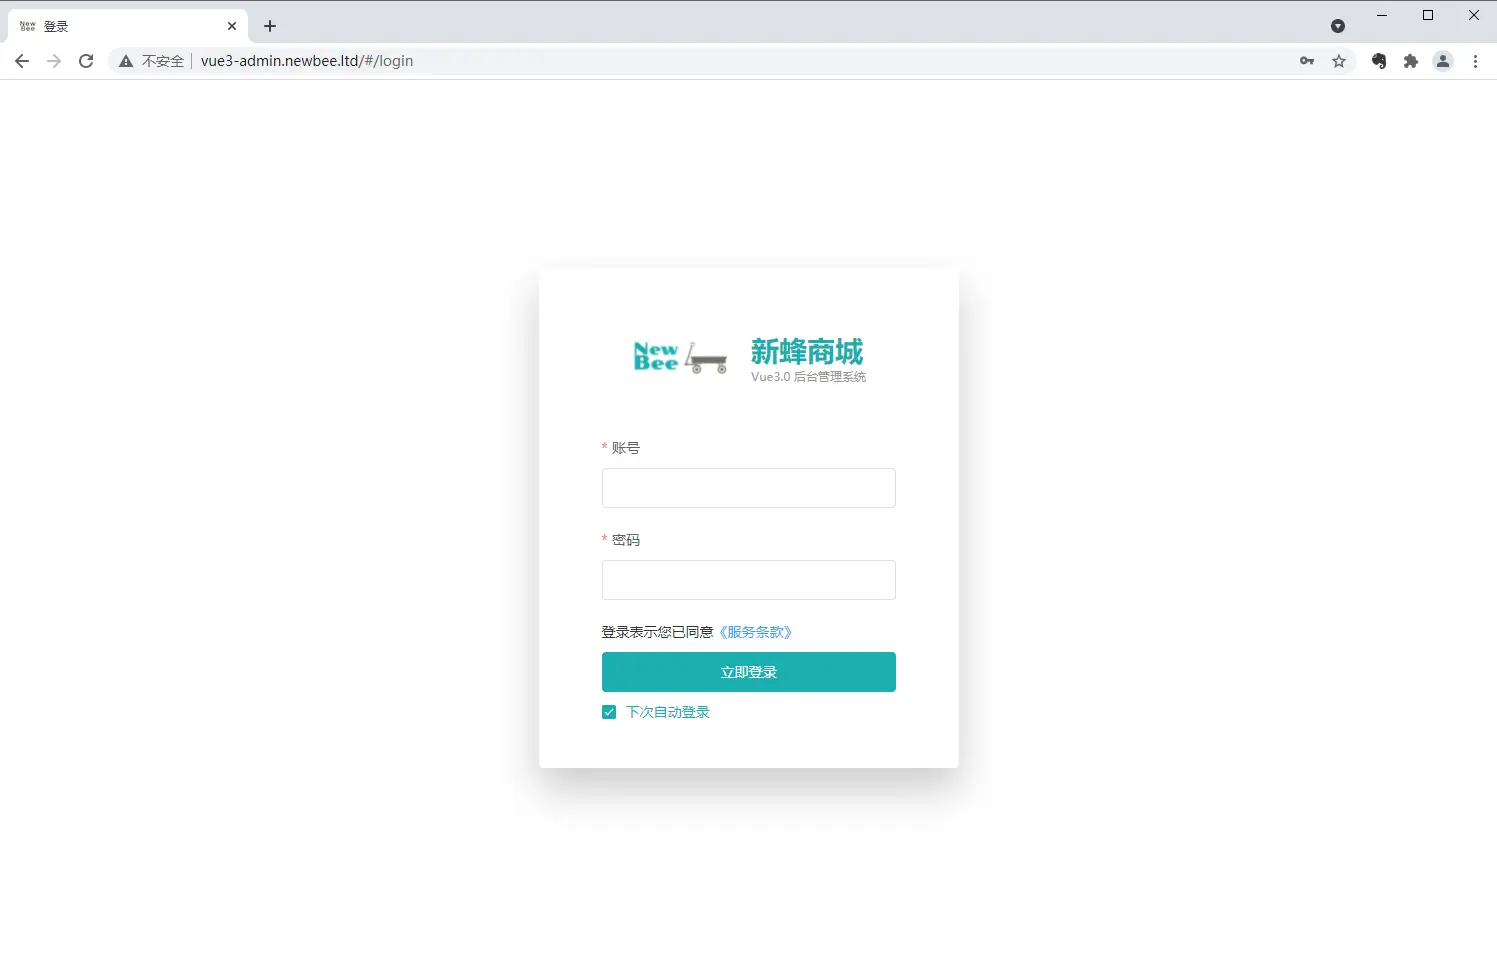 New Bee 登录
不安全 vue3-admin.newbee.ltd/#/login
New Bee
新蜂商城
Vue3.0 后台管理系统
* 账号
* 密码
登录表示您已同意《服务条款》
立即登录
下次自动登录